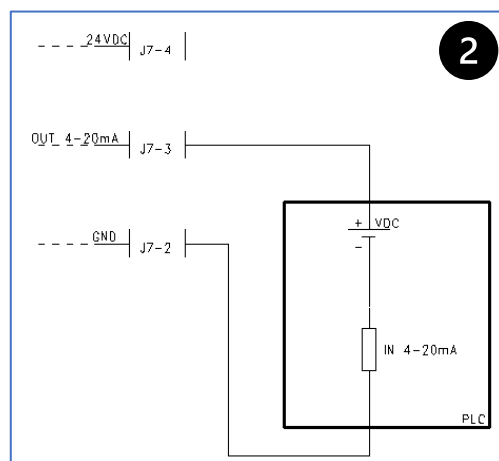 2
24VDC
J7-4
OUT 4-20mA
J7-3
+ VDC
-
GND
J7-2
IN 4-20mA
PLC